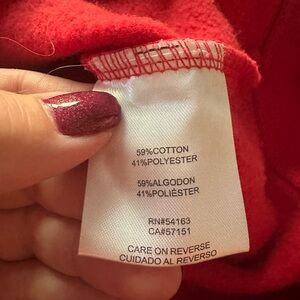 59%COTTON
41%POLYESTER
59%ALGODON
41%POLIÉSTER
RN#54163
CA#57151
CARE ON REVERSE
CUIDADO AL REVERSO